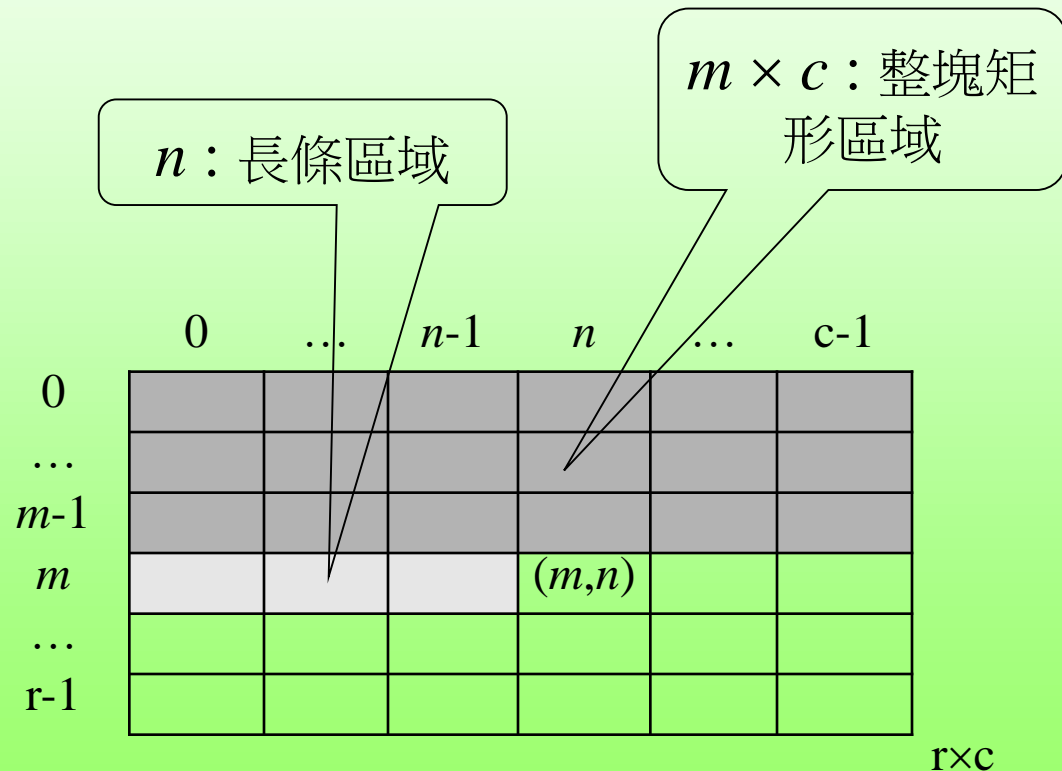 m × c：整塊矩
形區域
n：長條區域
0 … n-1 n … c-1
0
…
m-1
m (m,n)
…
r-1
r×c